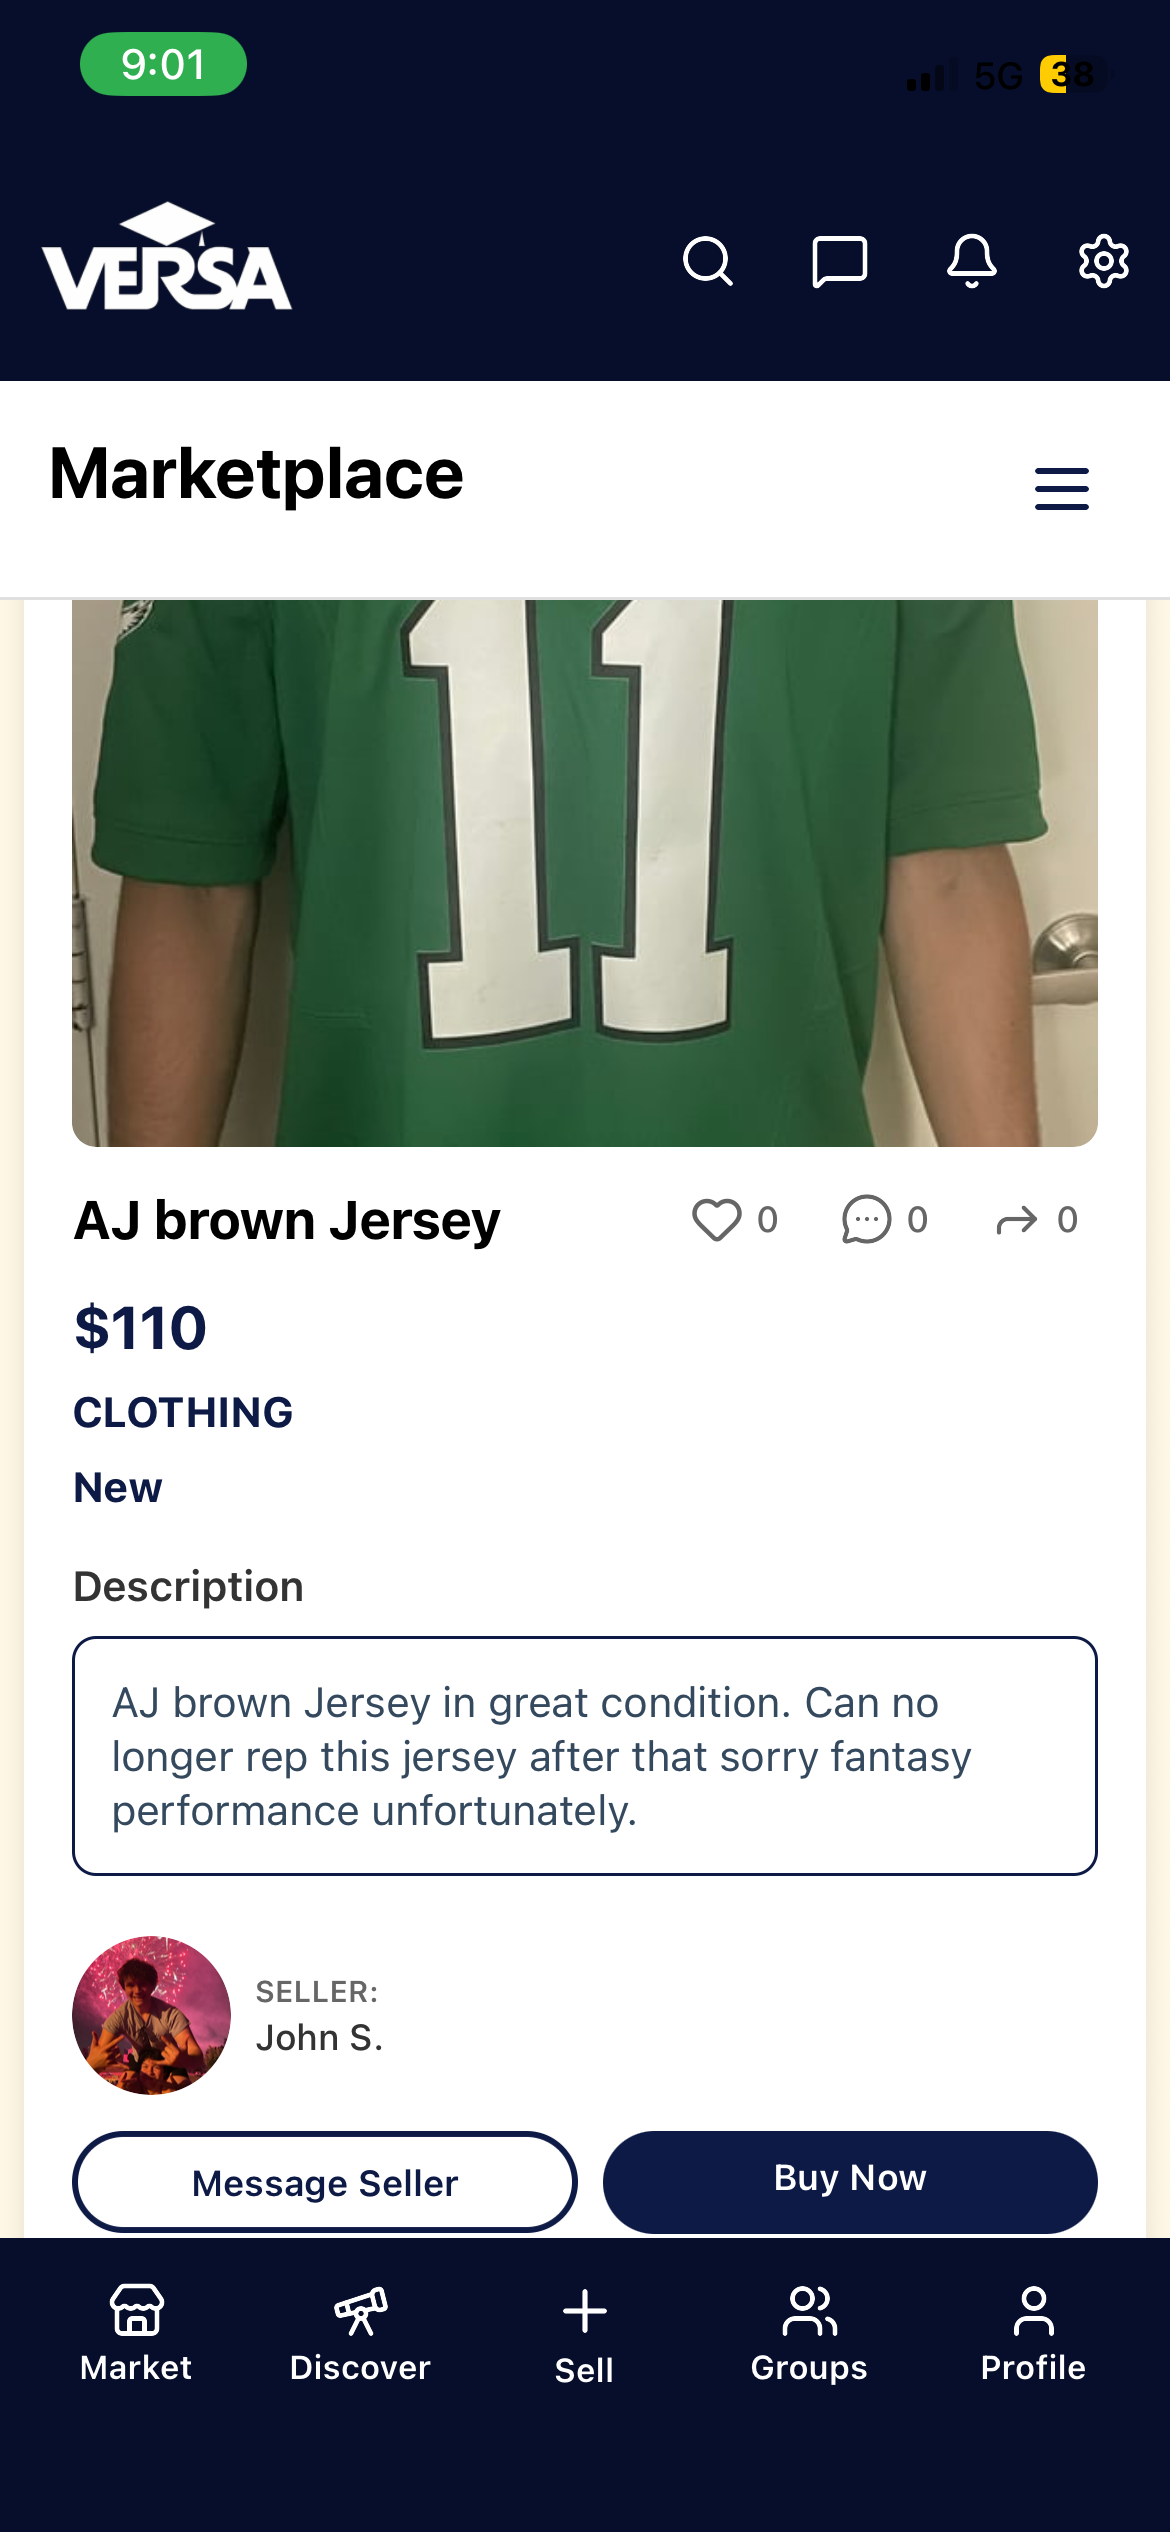 9:01
5G 38
VERSA
Marketplace
11
AJ brown Jersey 0 0 0
$110
CLOTHING
New
Description
AJ brown Jersey in great condition. Can no
longer rep this jersey after that sorry fantasy
performance unfortunately.
SELLER:
John S.
Message Seller Buy Now
Market Discover Sell Groups Profile